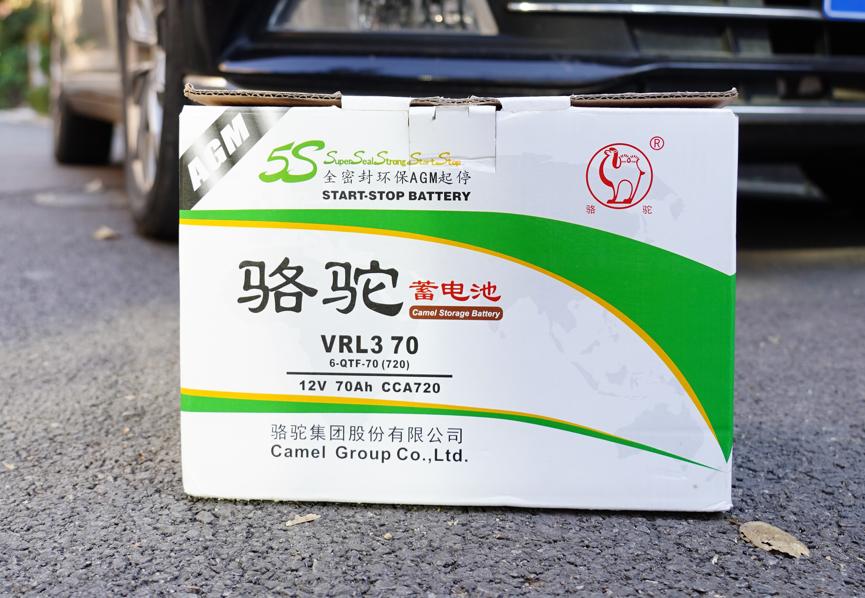 AGM
5S SuperSealStrongStartStop
全密封环保AGM起停
START-STOP BATTERY
®
骆 驼
骆驼 蓄电池
Camel Storage Battery
VRL3 70
6-QTF-70 (720)
12V 70Ah CCA720
骆驼集团股份有限公司
Camel Group Co.,Ltd.